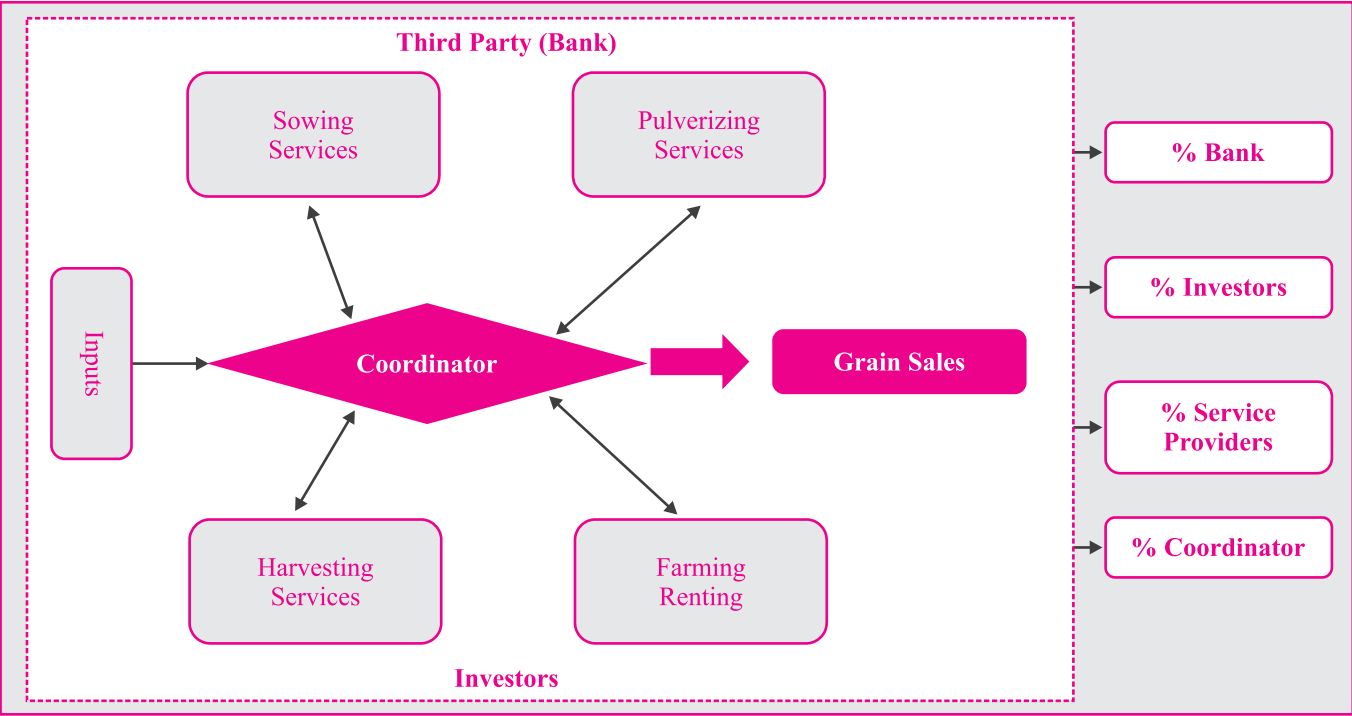 Third Party (Bank)
Sowing
Services
Pulverizing
Services
% Bank
% Investors
Inputs
Coordinator
Grain Sales
% Service
Providers
% Coordinator
Harvesting
Services
Farming
Renting
Investors